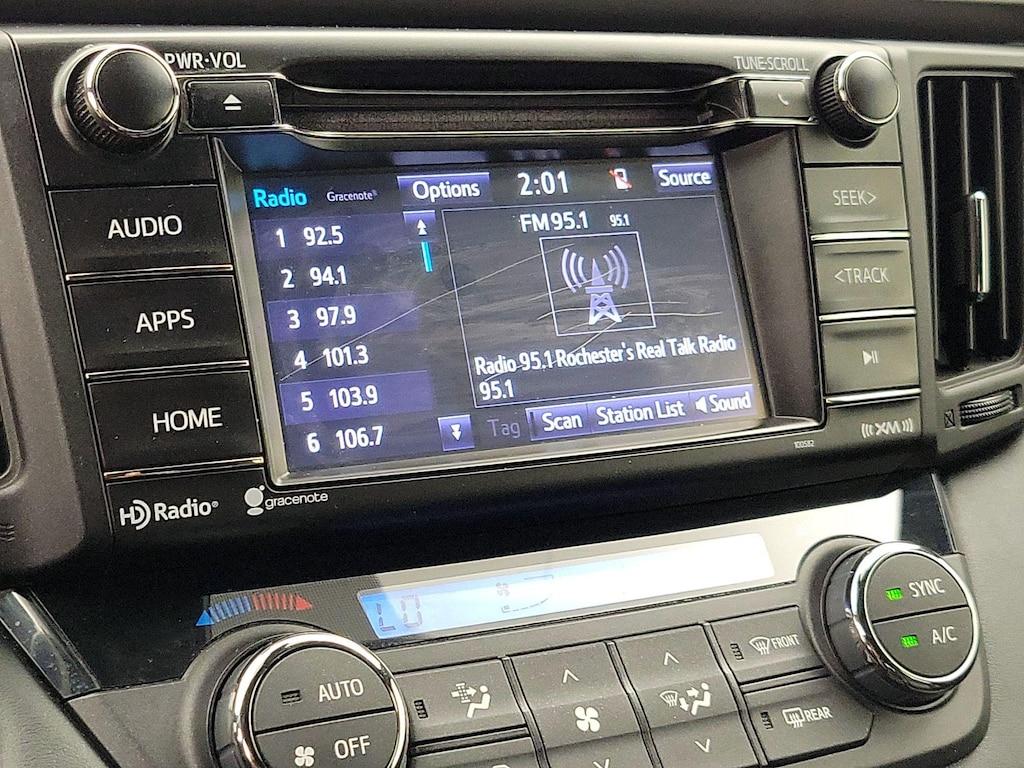 PWR·VOL
TUNE·SCROLL
AUDIO
APPS
HOME
HD Radio®
gracenote
Radio
Gracenote®
Options
2:01
Source
1 92.5
2 94.1
3 97.9
4 101.3
5 103.9
6 106.7
FM95.1 95.1
Radio 95.1 Rochester's Real Talk Radio
95.1
Tag
Scan
Station List
Sound
SEEK>
<TRACK
((XM))
100582
LO
AUTO
OFF
FRONT
REAR
SYNC
A/C